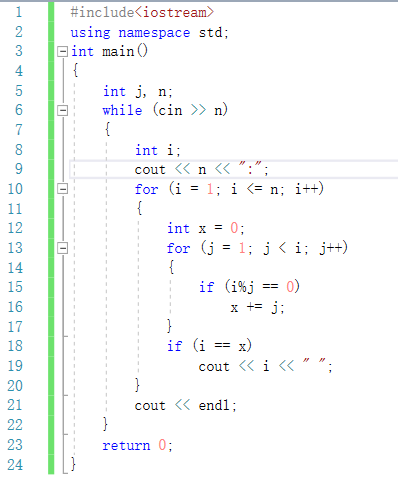 1 #include<iostream>
2 using namespace std;
3 int main()
4 {
5 int j, n;
6 while (cin >> n)
7 {
8 int i;
9 cout << n << ":";
10 for (i = 1; i <= n; i++)
11 {
12 int x = 0;
13 for (j = 1; j < i; j++)
14 {
15 if (i%j == 0)
16 x += j;
17 }
18 if (i == x)
19 cout << i << " ";
20 }
21 cout << endl;
22 }
23 return 0;
24 }